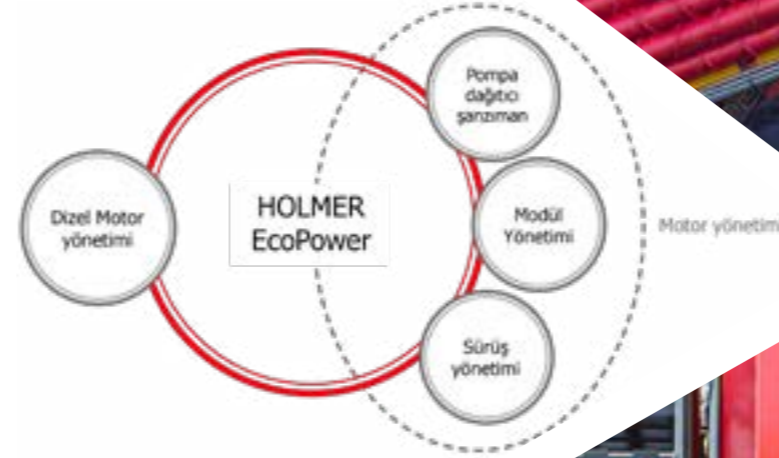 Pompa
dağıtıcı
şanzıman
Dizel Motor
yönetimi
HOLMER
EcoPower
Modül
Yönetimi
Motor yönetim
Sürüş
yönetimi